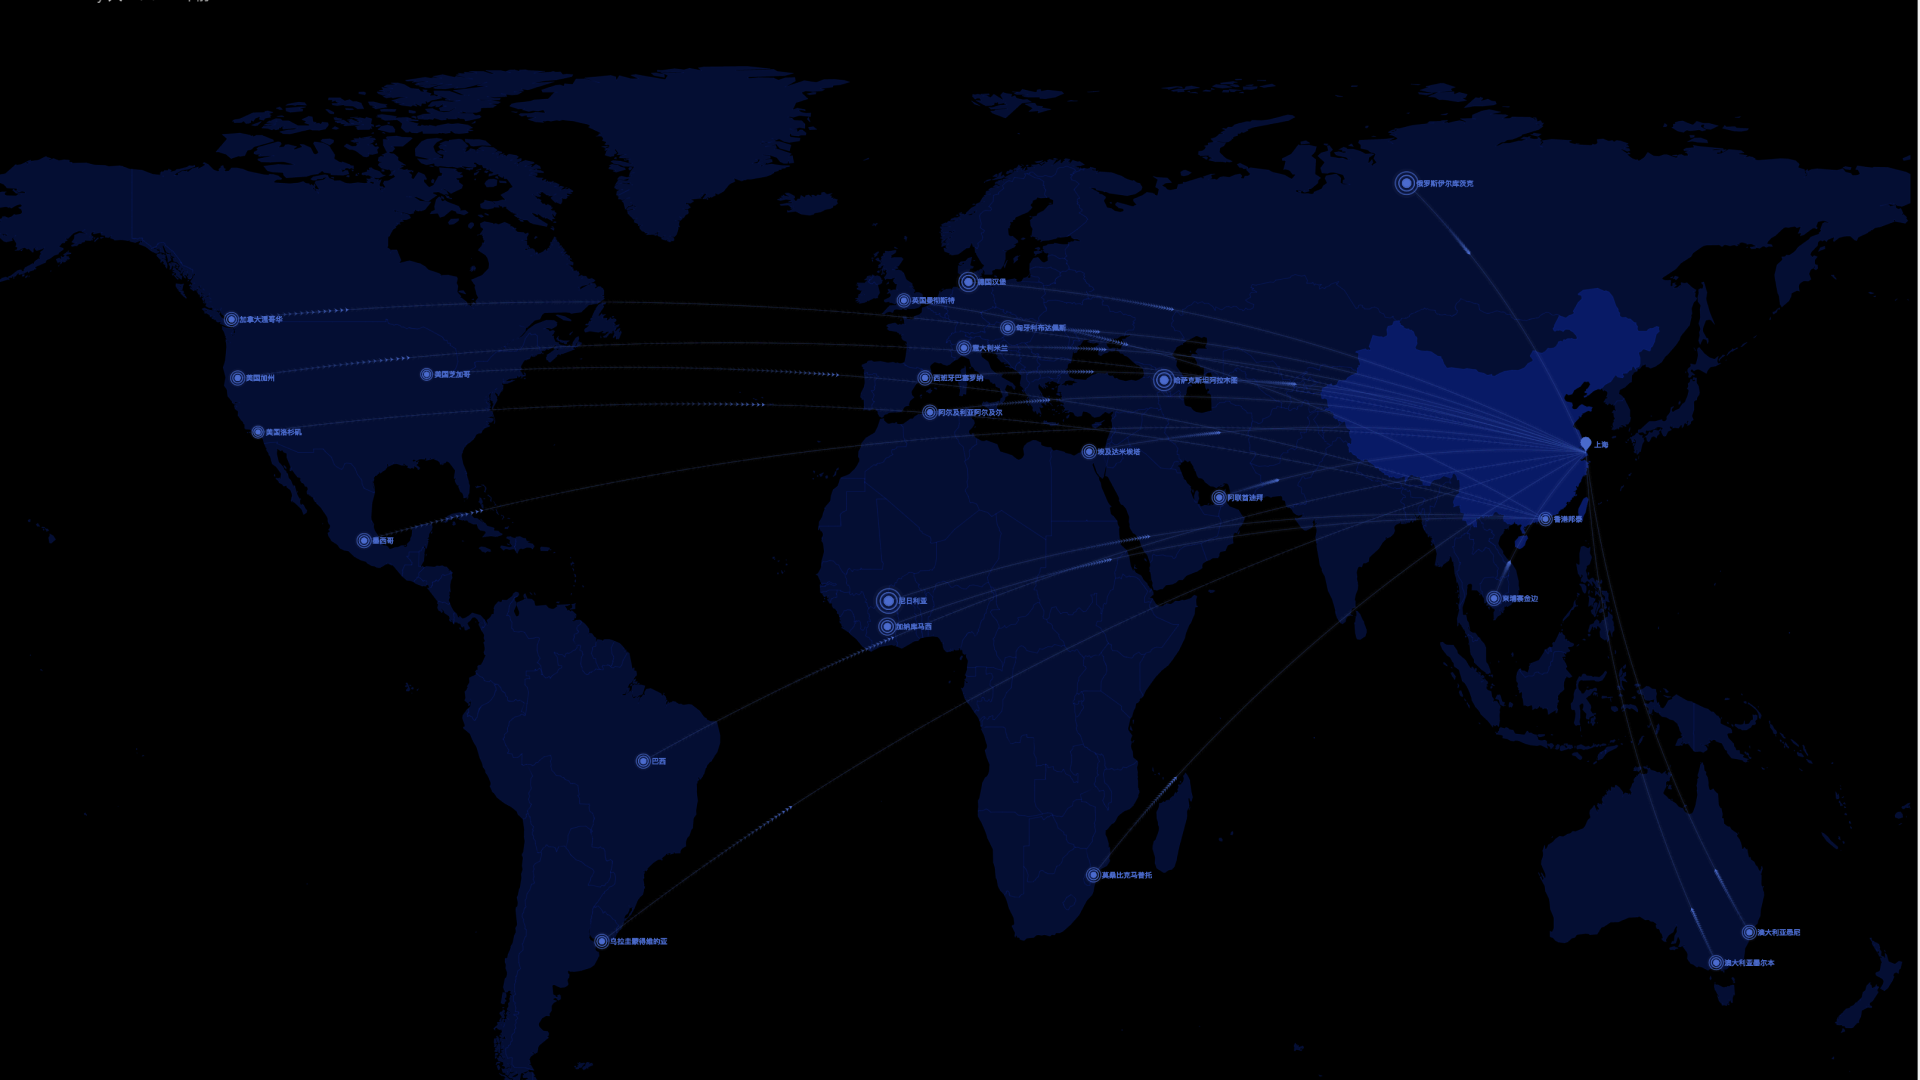 俄罗斯伊尔库茨克
德国汉堡
英国曼彻斯特
加拿大温哥华
匈牙利布达佩斯
意大利米兰
美国芝加哥
美国加州
西班牙巴塞罗纳
哈萨克斯坦阿拉木图
阿尔及利亚阿尔及尔
美国洛杉矶
上海
埃及达米埃塔
阿联酋迪拜
香港邦泰
墨西哥
柬埔寨金边
尼日利亚
加纳库马西
巴西
莫桑比克马普托
澳大利亚悉尼
乌拉圭蒙得维的亚
澳大利亚墨尔本